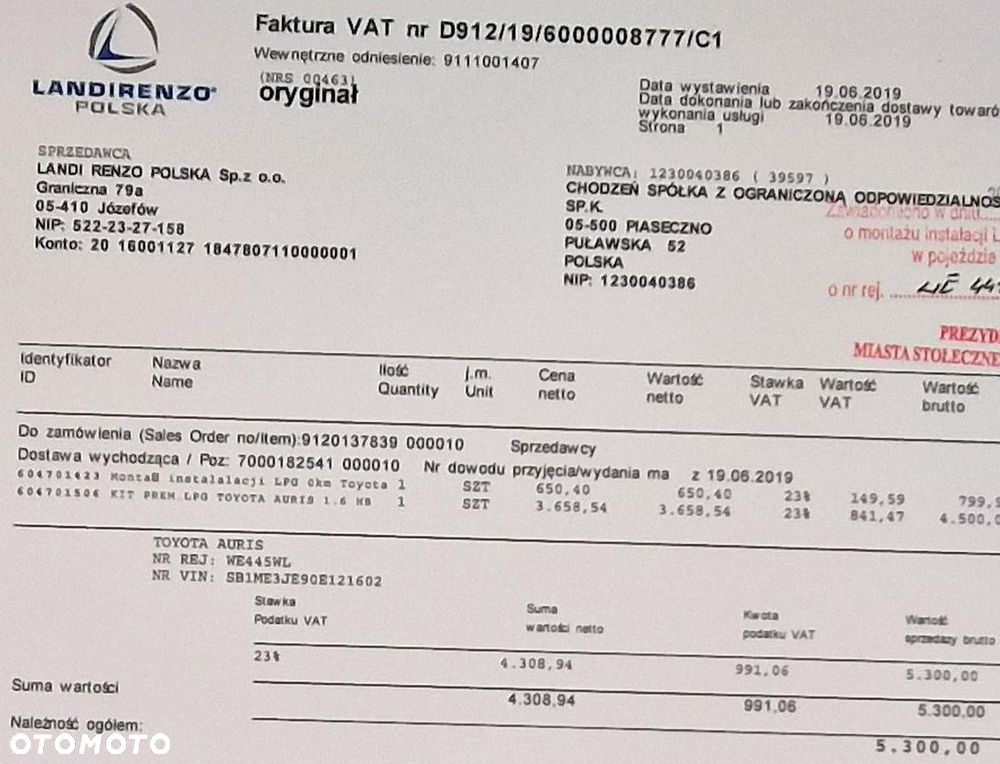 LANDIRENZO®
POLSKA
Faktura VAT nr D912/19/6000008777/C1
Wewnętrzne odniesienie: 9111001407
(NRS 00463)
oryginał
Data wystawienia 19.06.2019
Data dokonania lub zakończenia dostawy towaró
wykonania usługi 19.06.2019
Strona 1
SPRZEDAWCA
LANDI RENZO POLSKA Sp.z o.o.
Graniczna 79a
05-410 Józefów
NIP: 522-23-27-158
Konto: 20 16001127 1847807110000001
NABYWCA: 1230040386 ( 39597 )
CHODZEŃ SPÓŁKA Z OGRANICZONĄ ODPOWIEDZIALNOŚ
SP.K.
05-500 PIASECZNO
PUŁAWSKA 52
POLSKA
NIP: 1230040386
Zawiadomiono w dniu
o montażu instalacji L
w pojeździe
o nr rej. WE 44
PREZYD
MIASTA STOŁECZNE
Identyfikator Nazwa Ilość j.m. Cena Wartość Stawka Wartość Wartość
ID Name Quantity Unit netto netto VAT VAT brutto
Do zamówienia (Sales Order no/item):9120137839 000010 Sprzedawcy
Dostawa wychodząca / Poz: 7000182541 000010 Nr dowodu przyjęcia/wydania ma z 19.06.2019
604701423 Montaż instalalacji LPG 0km Toyota 1 SZT 650,40 650,40 23% 149,59 799,9
604701506 KIT PREM.LPG TOYOTA AURIS 1.6 HB 1 SZT 3.658,54 3.658,54 23% 841,47 4.500,0
TOYOTA AURIS
NR REJ: WE445WL
NR VIN: SB1ME3JE90E121602
Stawka Suma Kwota Wartość
Podatku VAT wartości netto podatku VAT sprzedaży brutto
23% 4.308,94 991,06 5.300,00
Suma wartości 4.308,94 991,06 5.300,00
Należność ogółem: 5.300,00
OTOMOTO